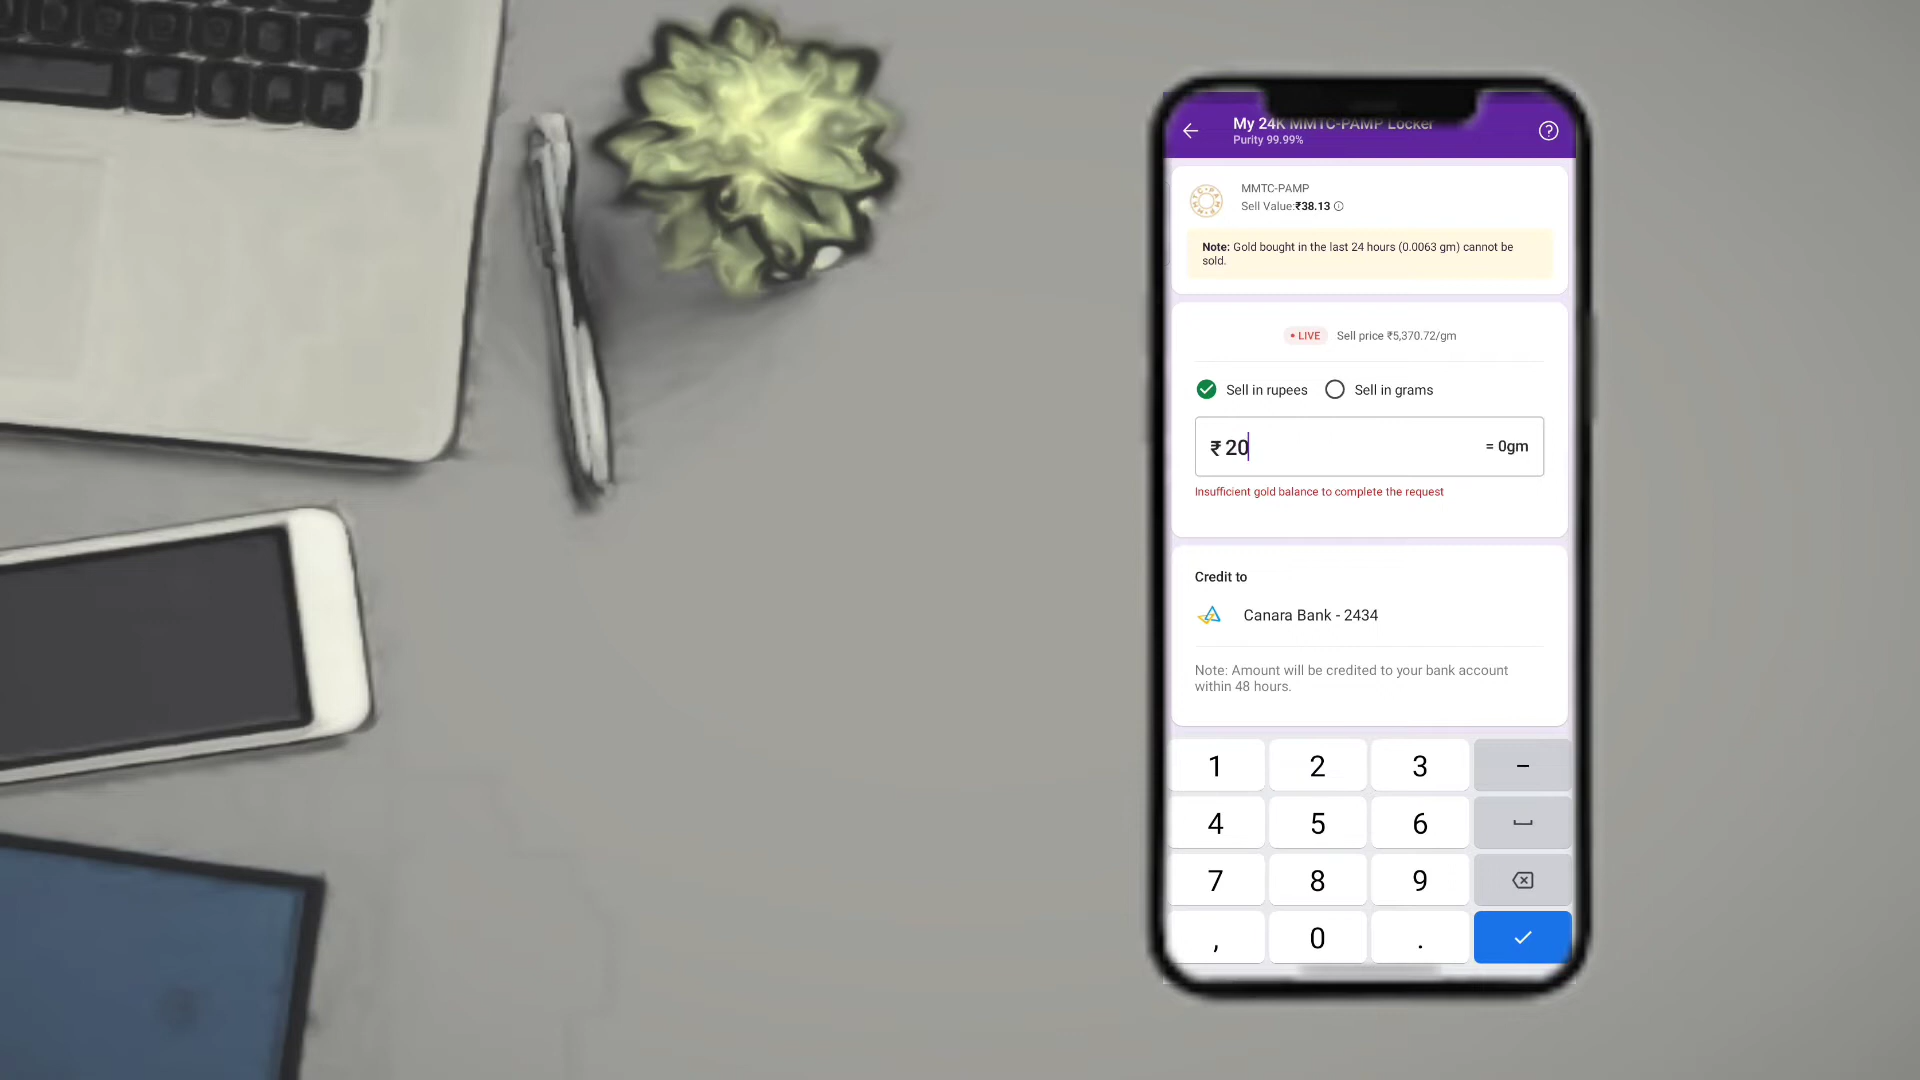 My 24K MMTC-PAMP Locker
Purity 99.99%
MMTC-PAMP
Sell Value:₹38.13
Note: Gold bought in the last 24 hours (0.0063 gm) cannot be
sold.
• LIVE Sell price ₹5,370.72/gm
Sell in rupees Sell in grams
₹ 20 = 0gm
Insufficient gold balance to complete the request
Credit to
Canara Bank - 2434
Note: Amount will be credited to your bank account
within 48 hours.
1 2 3 –
4 5 6
7 8 9
, 0 .